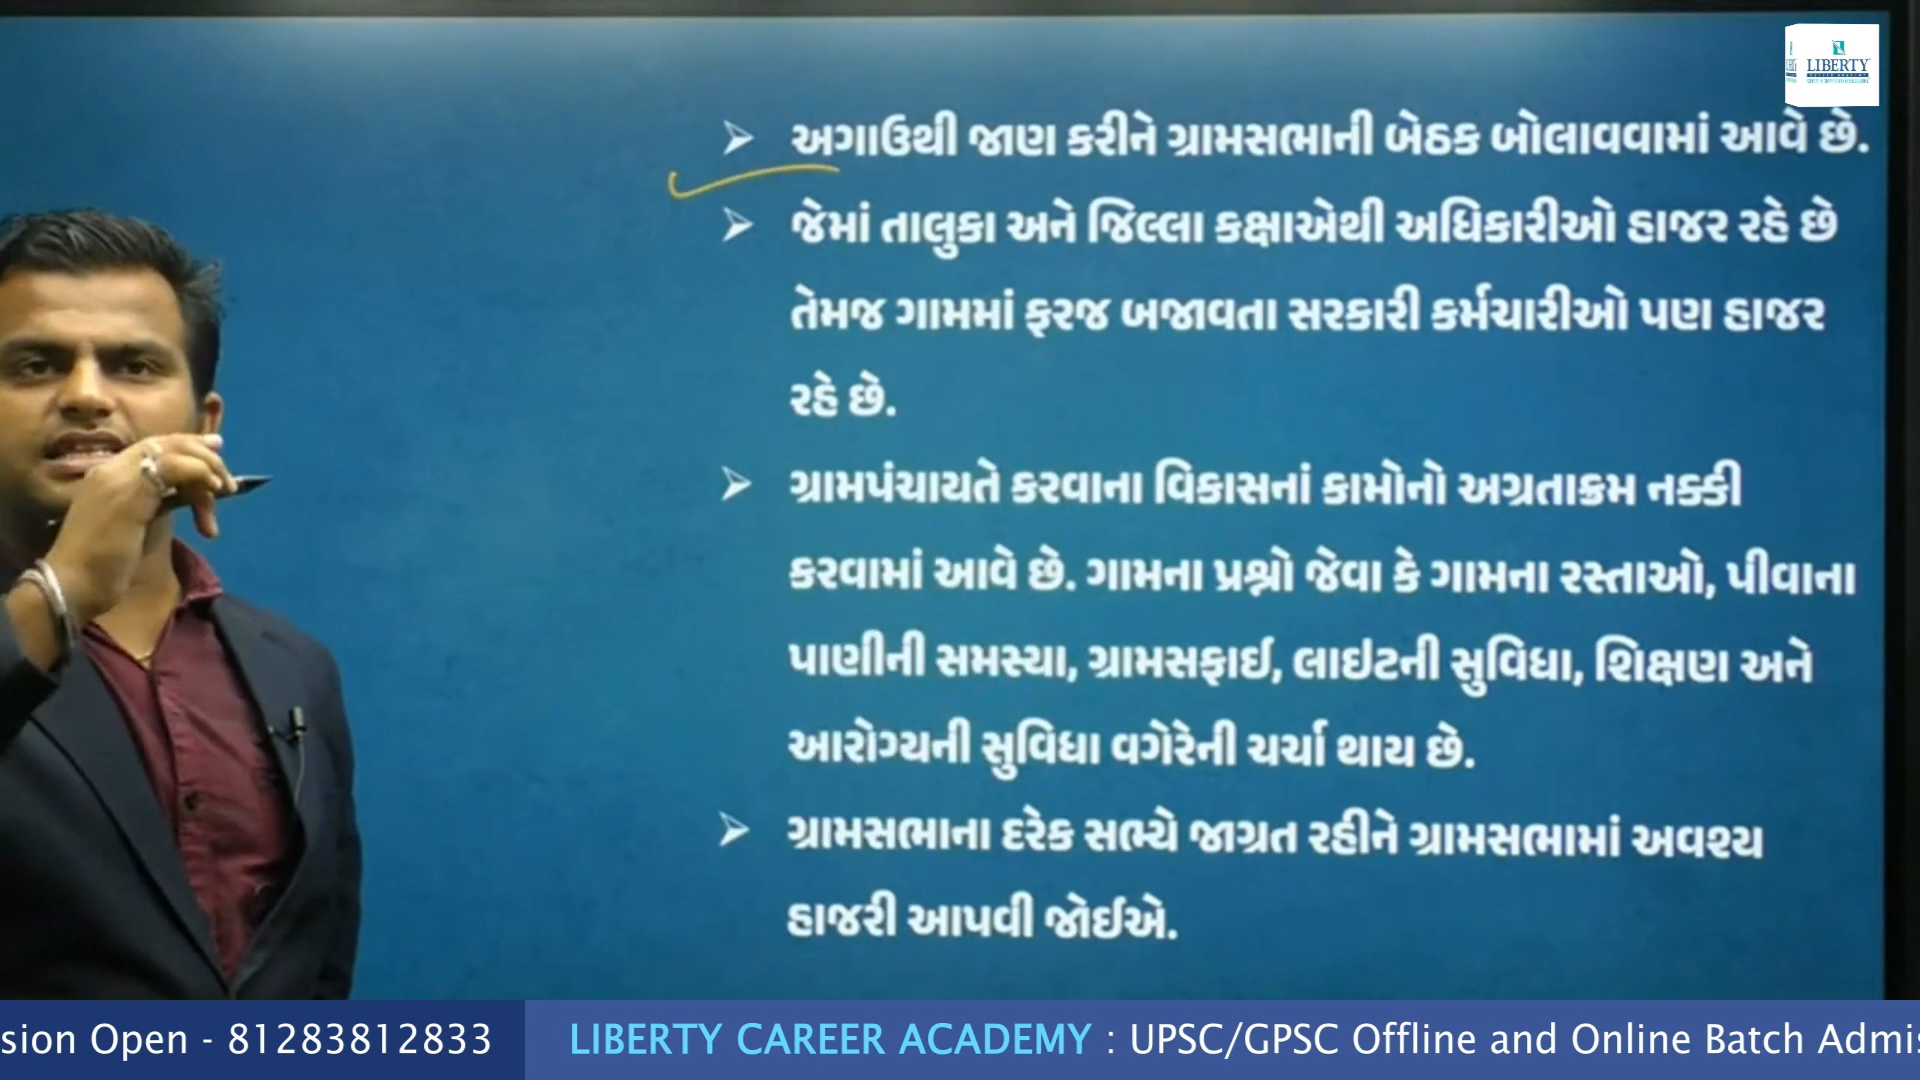 LIBERTY
અગાઉથી જાણ કરીને ગ્રામસભાની બેઠક બોલાવવામાં આવે છે.
જેમાં તાલુકા અને જિલ્લા કક્ષાએથી અધિકારીઓ હાજર રહે છે
તેમજ ગામમાં ફરજ બજાવતા સરકારી કર્મચારીઓ પણ હાજર
રહે છે.
ગ્રામપંચાયતે કરવાના વિકાસનાં કામોનો અગ્રતાક્રમ નક્કી
કરવામાં આવે છે. ગામના પ્રશ્નો જેવા કે ગામના રસ્તાઓ, પીવાના
પાણીની સમસ્યા, ગ્રામસફાઈ, લાઇટની સુવિધા, શિક્ષણ અને
આરોગ્યની સુવિધા વગેરેની ચર્ચા થાય છે.
ગ્રામસભાના દરેક સભ્યે જાગ્રત રહીને ગ્રામસભામાં અવશ્ય
હાજરી આપવી જોઈએ.
sion Open - 81283812833 LIBERTY CAREER ACADEMY : UPSC/GPSC Offline and Online Batch Admis